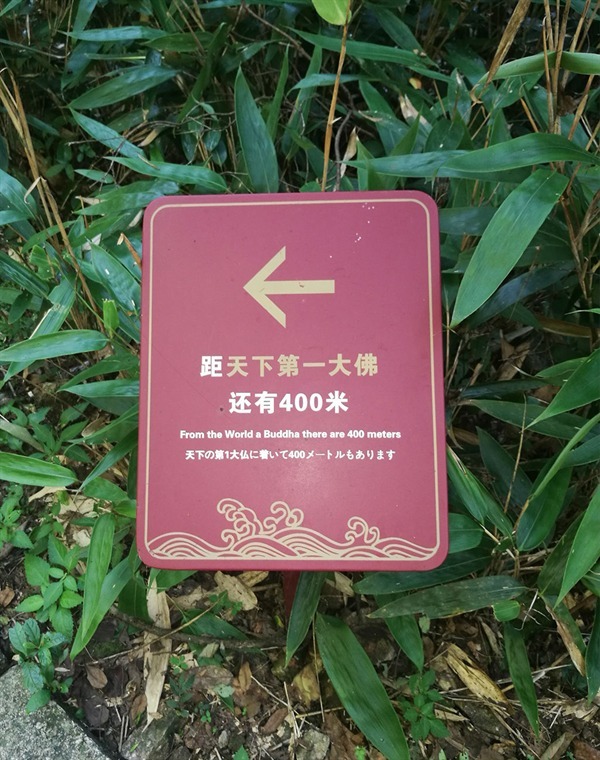 距天下第一大佛
还有400米
From the World a Buddha there are 400 meters
天下の第1大仏に着いて400メートルもあります